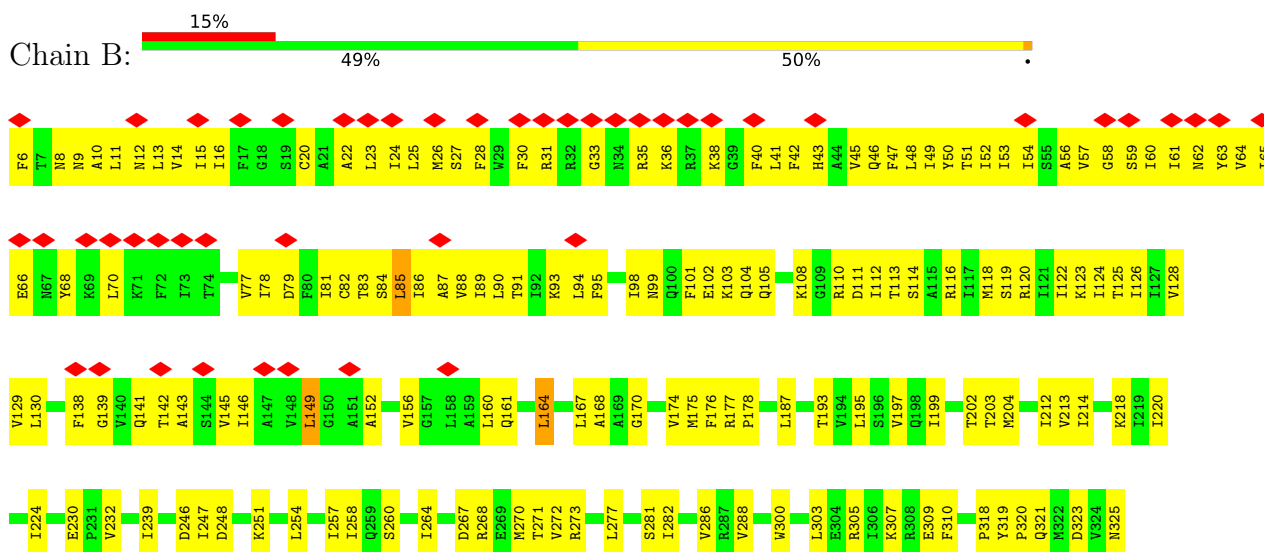 15%
Chain B:
49% 50% •
F6 T7 N8 N9 A10 L11 N12 L13 V14 I15 I16 F17 G18 S19 C20 A21 A22 L23 I24 L25 M26 S27 F28 W29 F30 R31 R32 G33 N34 R35 K36 R37 K38 G39 F40 L41 F42 H43 A44 V45 Q46 F47 L48 I49 Y50 T51 I52 I53 I54 S55 A56 V57 G58 S59 I60 I61 N62 Y63 V64 I65
E66 N67 Y68 K69 L70 K71 F72 I73 T74 V77 I78 D79 F80 I81 C82 T83 S84 L85 I86 A87 V88 I89 L90 T91 I92 K93 L94 F95 I98 N99 Q100 F101 E102 K103 Q104 Q105 K108 G109 R110 D111 I112 T113 S114 A115 R116 I117 M118 S119 R120 I121 I122 K123 I124 T125 I126 I127 V128
V129 L130 F138 G139 V140 Q141 T142 A143 S144 V145 I146 A147 V148 L149 G150 A151 A152 V156 G157 L158 A159 L160 Q161 L164 L167 A168 A169 G170 V174 M175 F176 R177 P178 L187 T193 V194 L195 S196 V197 Q198 I199 T202 T203 M204 I212 V213 I214 K218 I219 I220
I224 E230 P231 V232 I239 D246 I247 D248 K251 L254 I257 I258 Q259 S260 I264 D267 R268 E269 M270 T271 V272 R273 L277 S281 I282 V286 R287 V288 W300 L303 E304 R305 I306 K307 R308 E309 F310 P318 Y319 P320 Q321 M322 D323 V324 N325